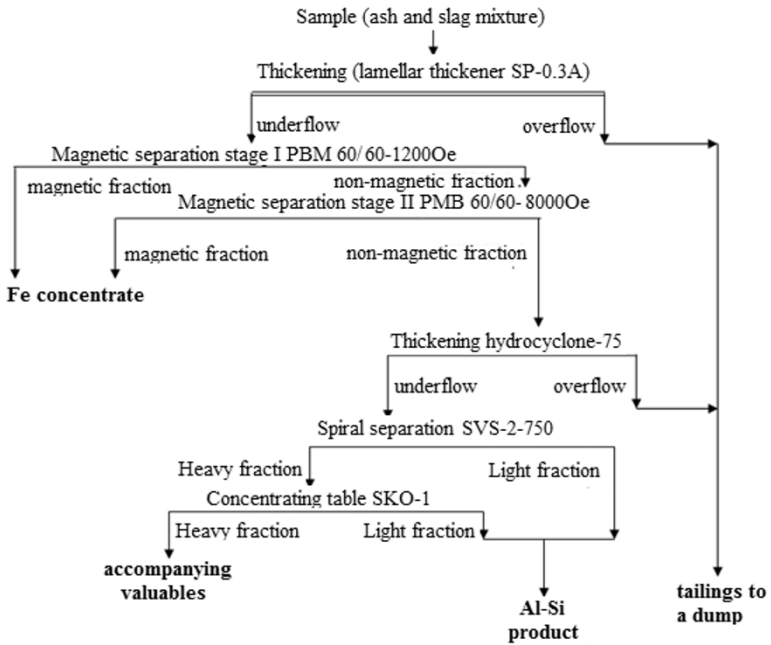 Sample (ash and slag mixture)
Thickening (lamellar thickener SP-0.3A)
underflow
overflow
Magnetic separation stage I PBM 60/60-1200Oe
magnetic fraction
non-magnetic fraction
Magnetic separation stage II PMB 60/60-8000Oe
magnetic fraction
non-magnetic fraction
Fe concentrate
Thickening hydrocyclone-75
underflow
overflow
Spiral separation SVS-2-750
Heavy fraction
Light fraction
Concentrating table SKO-1
Heavy fraction
Light fraction
accompanying
valuables
Al-Si
product
tailings to
a dump